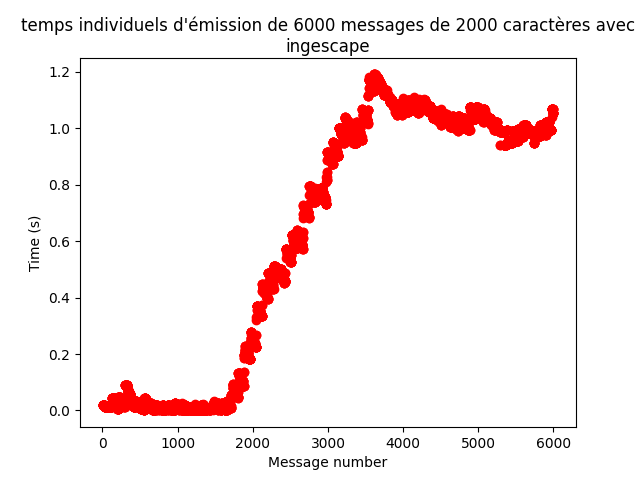 temps individuels d'émission de 6000 messages de 2000 caractères avec
ingescape
1.2
1.0
0.8
0.6
0.4
0.2
0.0
Time (s)
0 1000 2000 3000 4000 5000 6000
Message number